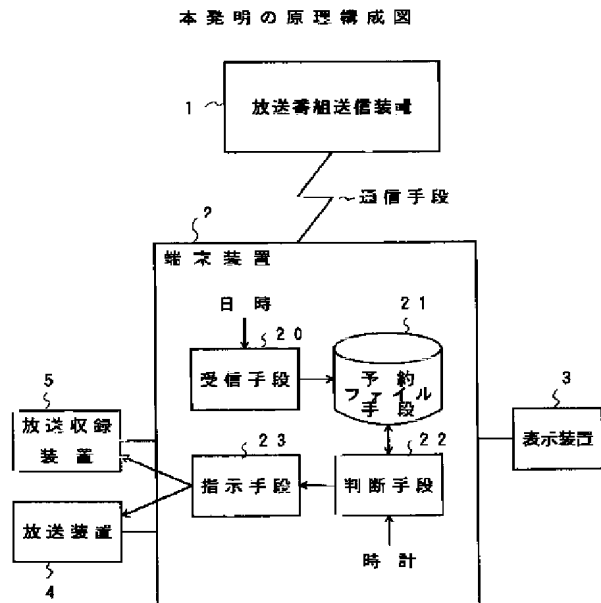 本発明の原理構成図
1
放送番組送信装置
通信手段
2
端末装置
日時
20
21
受信手段
予約
ファイル
手段
5
3
放送収録
装置
23
22
表示装置
指示手段
判断手段
放送装置
時計
4